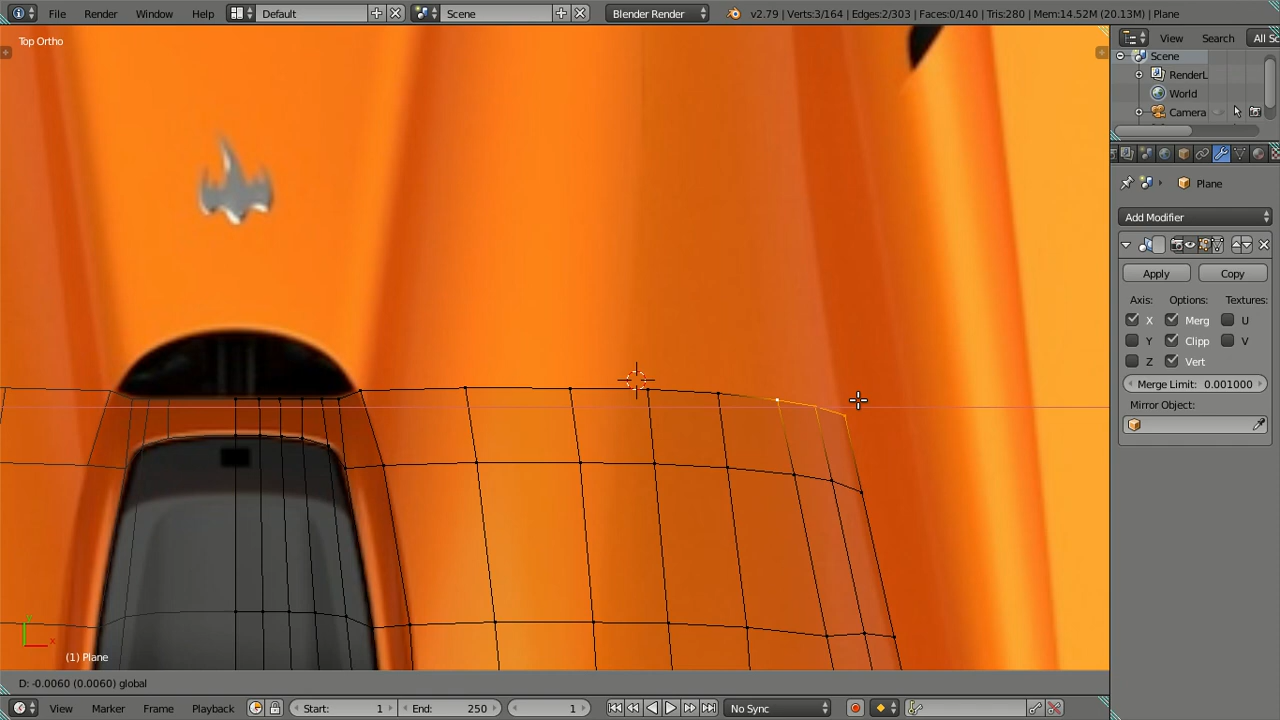 File Render Window Help Default Scene Blender Render v2.79 | Verts:3/164 | Edges:2/303 | Faces:0/140 | Tris:280 | Mem:14.52M (20.13M) | Plane
Top Ortho
View Search All Sc
Scene
RenderL
World
Camera
Plane
Add Modifier
Apply Copy
Axis: Options: Textures:
X Merg U
Y Clipp V
Z Vert
Merge Limit: 0.001000
Mirror Object:
y
x
(1) Plane
D: -0.0060 (0.0060) global
View Marker Frame Playback Start: 1 End: 250 1 No Sync